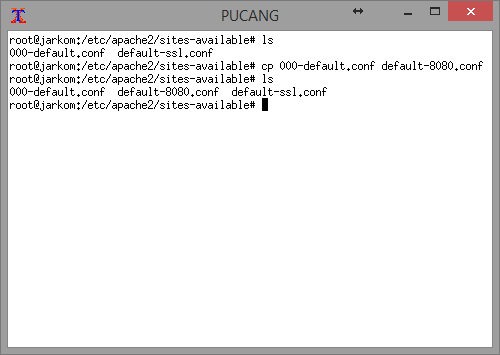 PUCANG
root@jarkom:/etc/apache2/sites-available# ls
000-default.conf  default-ssl.conf
root@jarkom:/etc/apache2/sites-available# cp 000-default.conf default-8080.conf
root@jarkom:/etc/apache2/sites-available# ls
000-default.conf  default-8080.conf  default-ssl.conf
root@jarkom:/etc/apache2/sites-available#